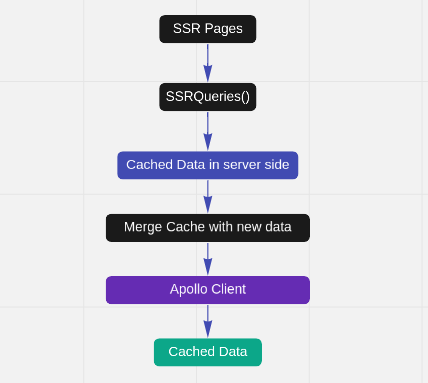 SSR Pages
SSRQueries()
Cached Data in server side
Merge Cache with new data
Apollo Client
Cached Data